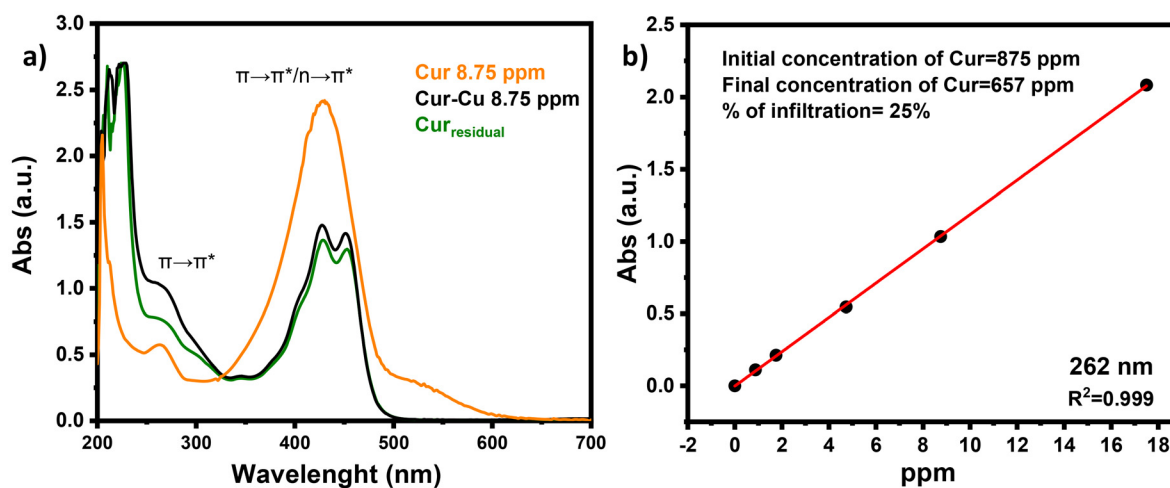 a)
3.0
2.5
2.0
1.5
1.0
0.5
0.0
200
300
400
500
600
700
Abs (a.u.)
Wavelenght (nm)
π→π*/n→π*
π→π*
Cur 8.75 ppm
Cur-Cu 8.75 ppm
Cur residual
b)
2.5
2.0
1.5
1.0
0.5
0.0
-2
0
2
4
6
8
10
12
14
16
18
Abs (a.u.)
ppm
Initial concentration of Cur=875 ppm
Final concentration of Cur=657 ppm
% of infiltration= 25%
262 nm
R²=0.999